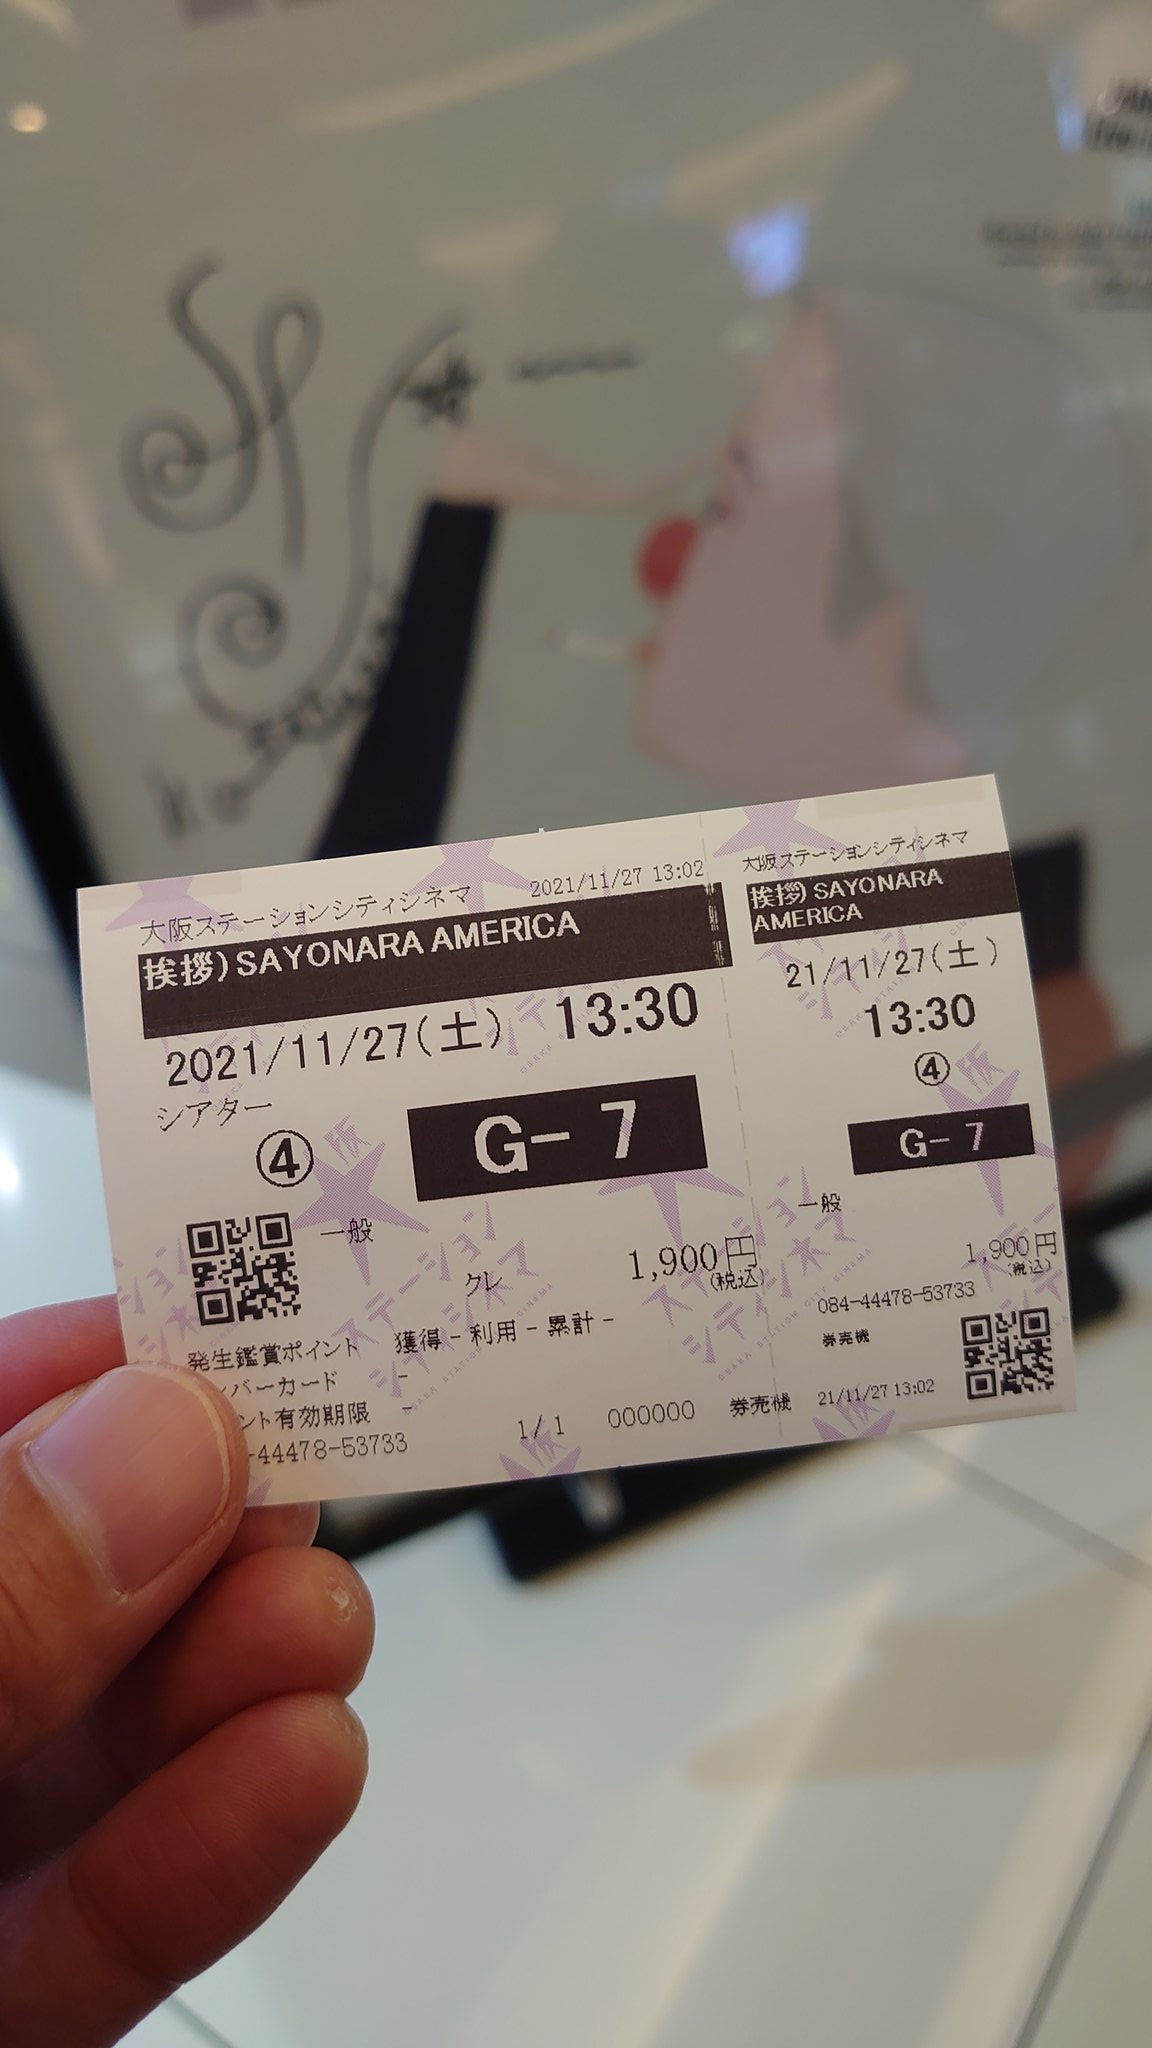 大阪ステーションシティシネマ 2021/11/27 13:02
挨拶) SAYONARA AMERICA
2021/11/27(土) 13:30
シアター
④ G- 7
一般
1,900円
(税込)
クレ
発生鑑賞ポイント 獲得 - 利用 - 累計 -
バーカード -
ント有効期限 -
-44478-53733 1/ 1 000000 券売機
大阪ステーションシティシネマ
挨拶) SAYONARA
AMERICA
21/11/27(土)
13:30
④
G- 7
一般
1,900円
(税込)
084-44478-53733
券売機
21/11/27 13:02